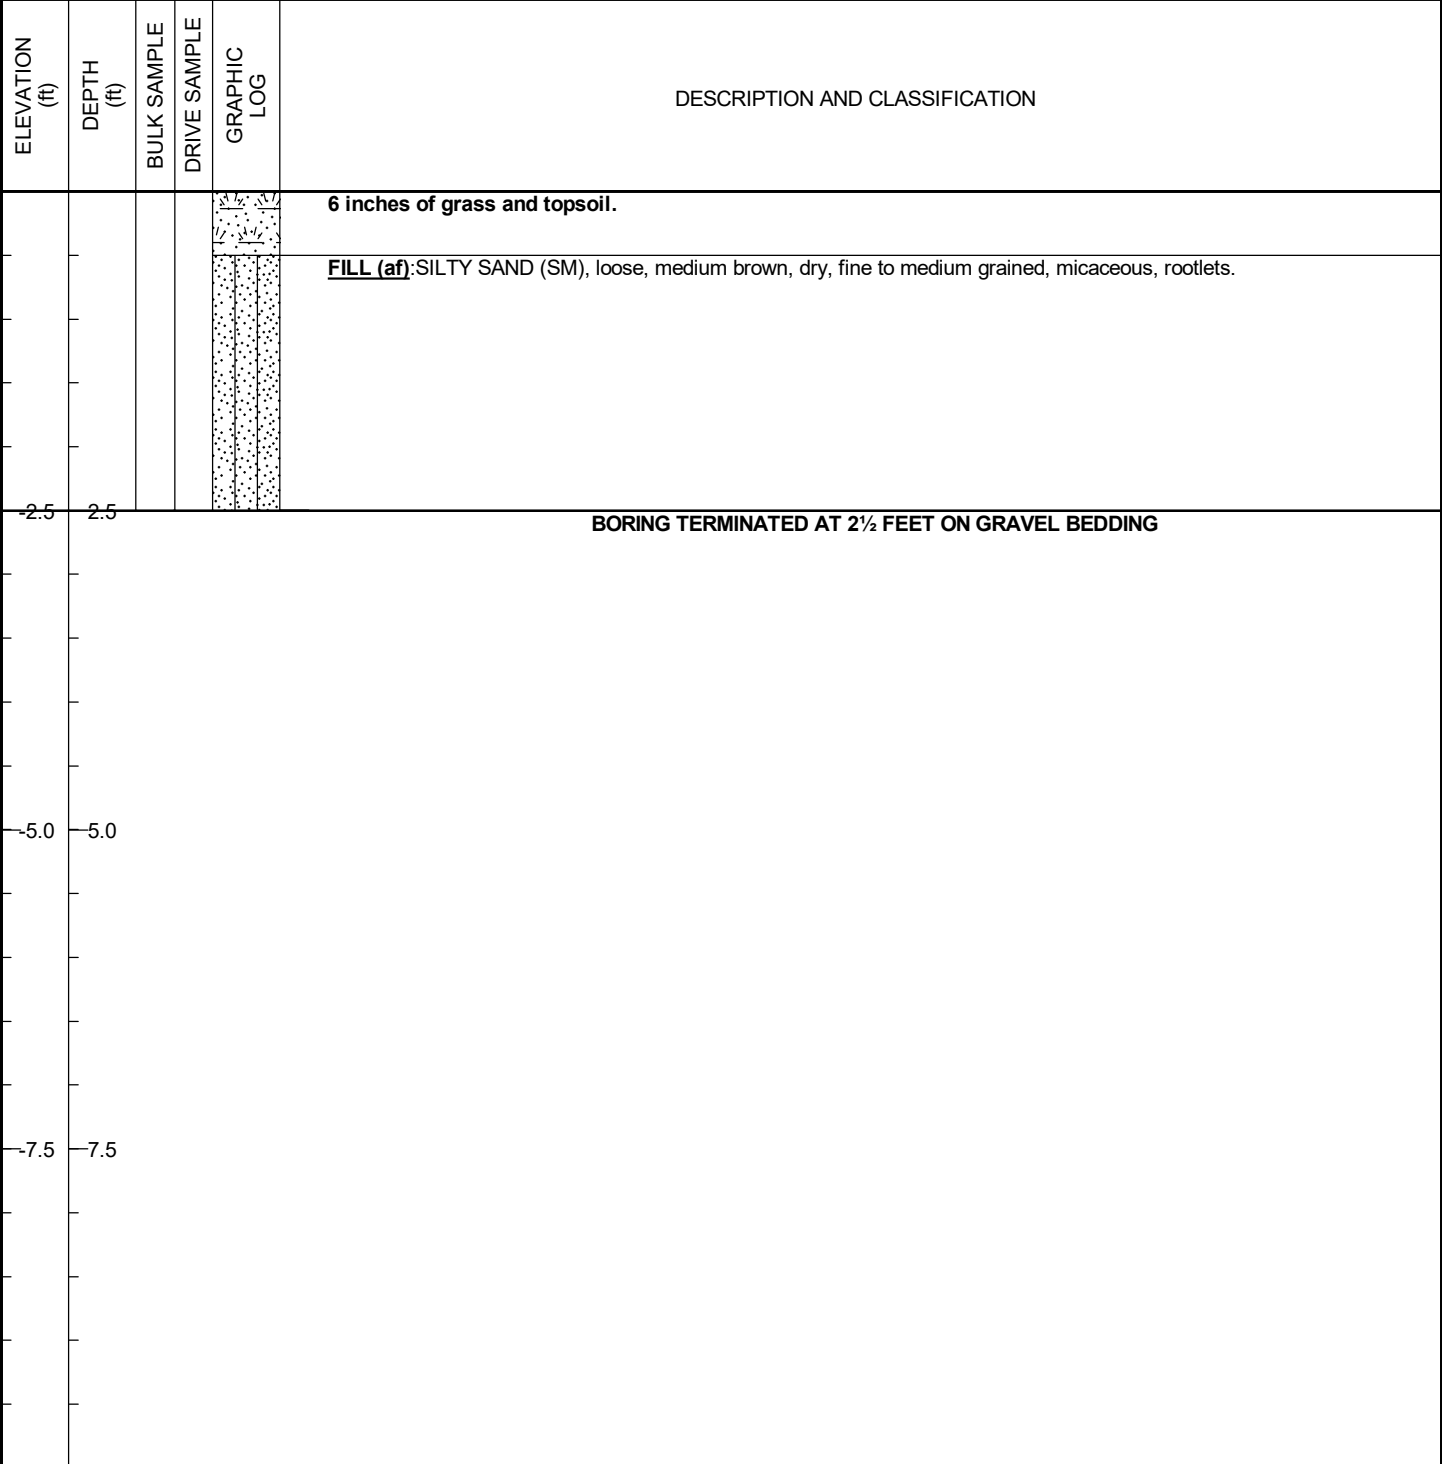 ELEVATION
(ft)
DEPTH
(ft)
BULK SAMPLE
DRIVE SAMPLE
GRAPHIC
LOG
DESCRIPTION AND CLASSIFICATION
6 inches of grass and topsoil.
FILL (af):SILTY SAND (SM), loose, medium brown, dry, fine to medium grained, micaceous, rootlets.
-2.5 2.5
BORING TERMINATED AT 2½ FEET ON GRAVEL BEDDING
-5.0 5.0
-7.5 7.5